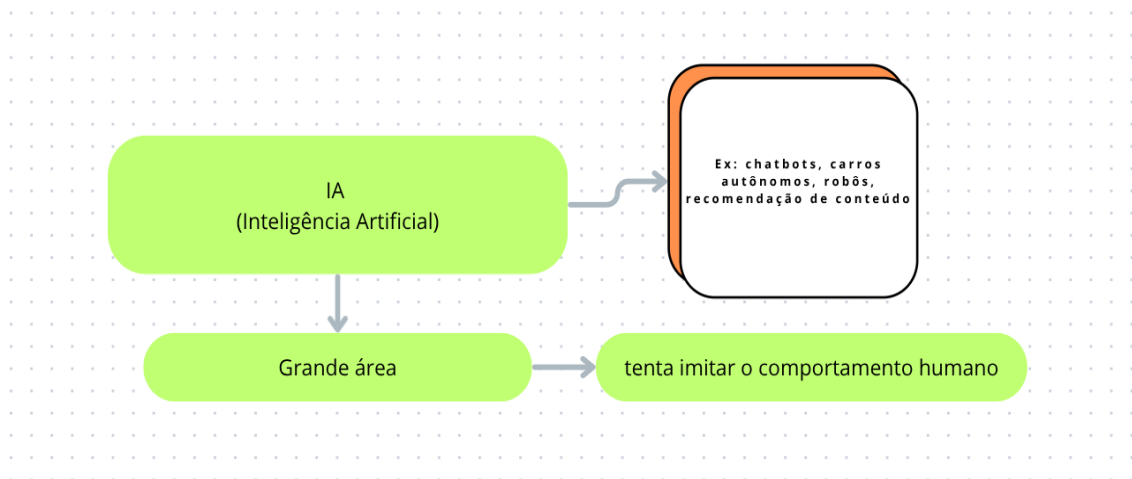 IA
(Inteligência Artificial)
Ex: chatbots, carros
autônomos, robôs,
recomendação de conteúdo
Grande área
tenta imitar o comportamento humano